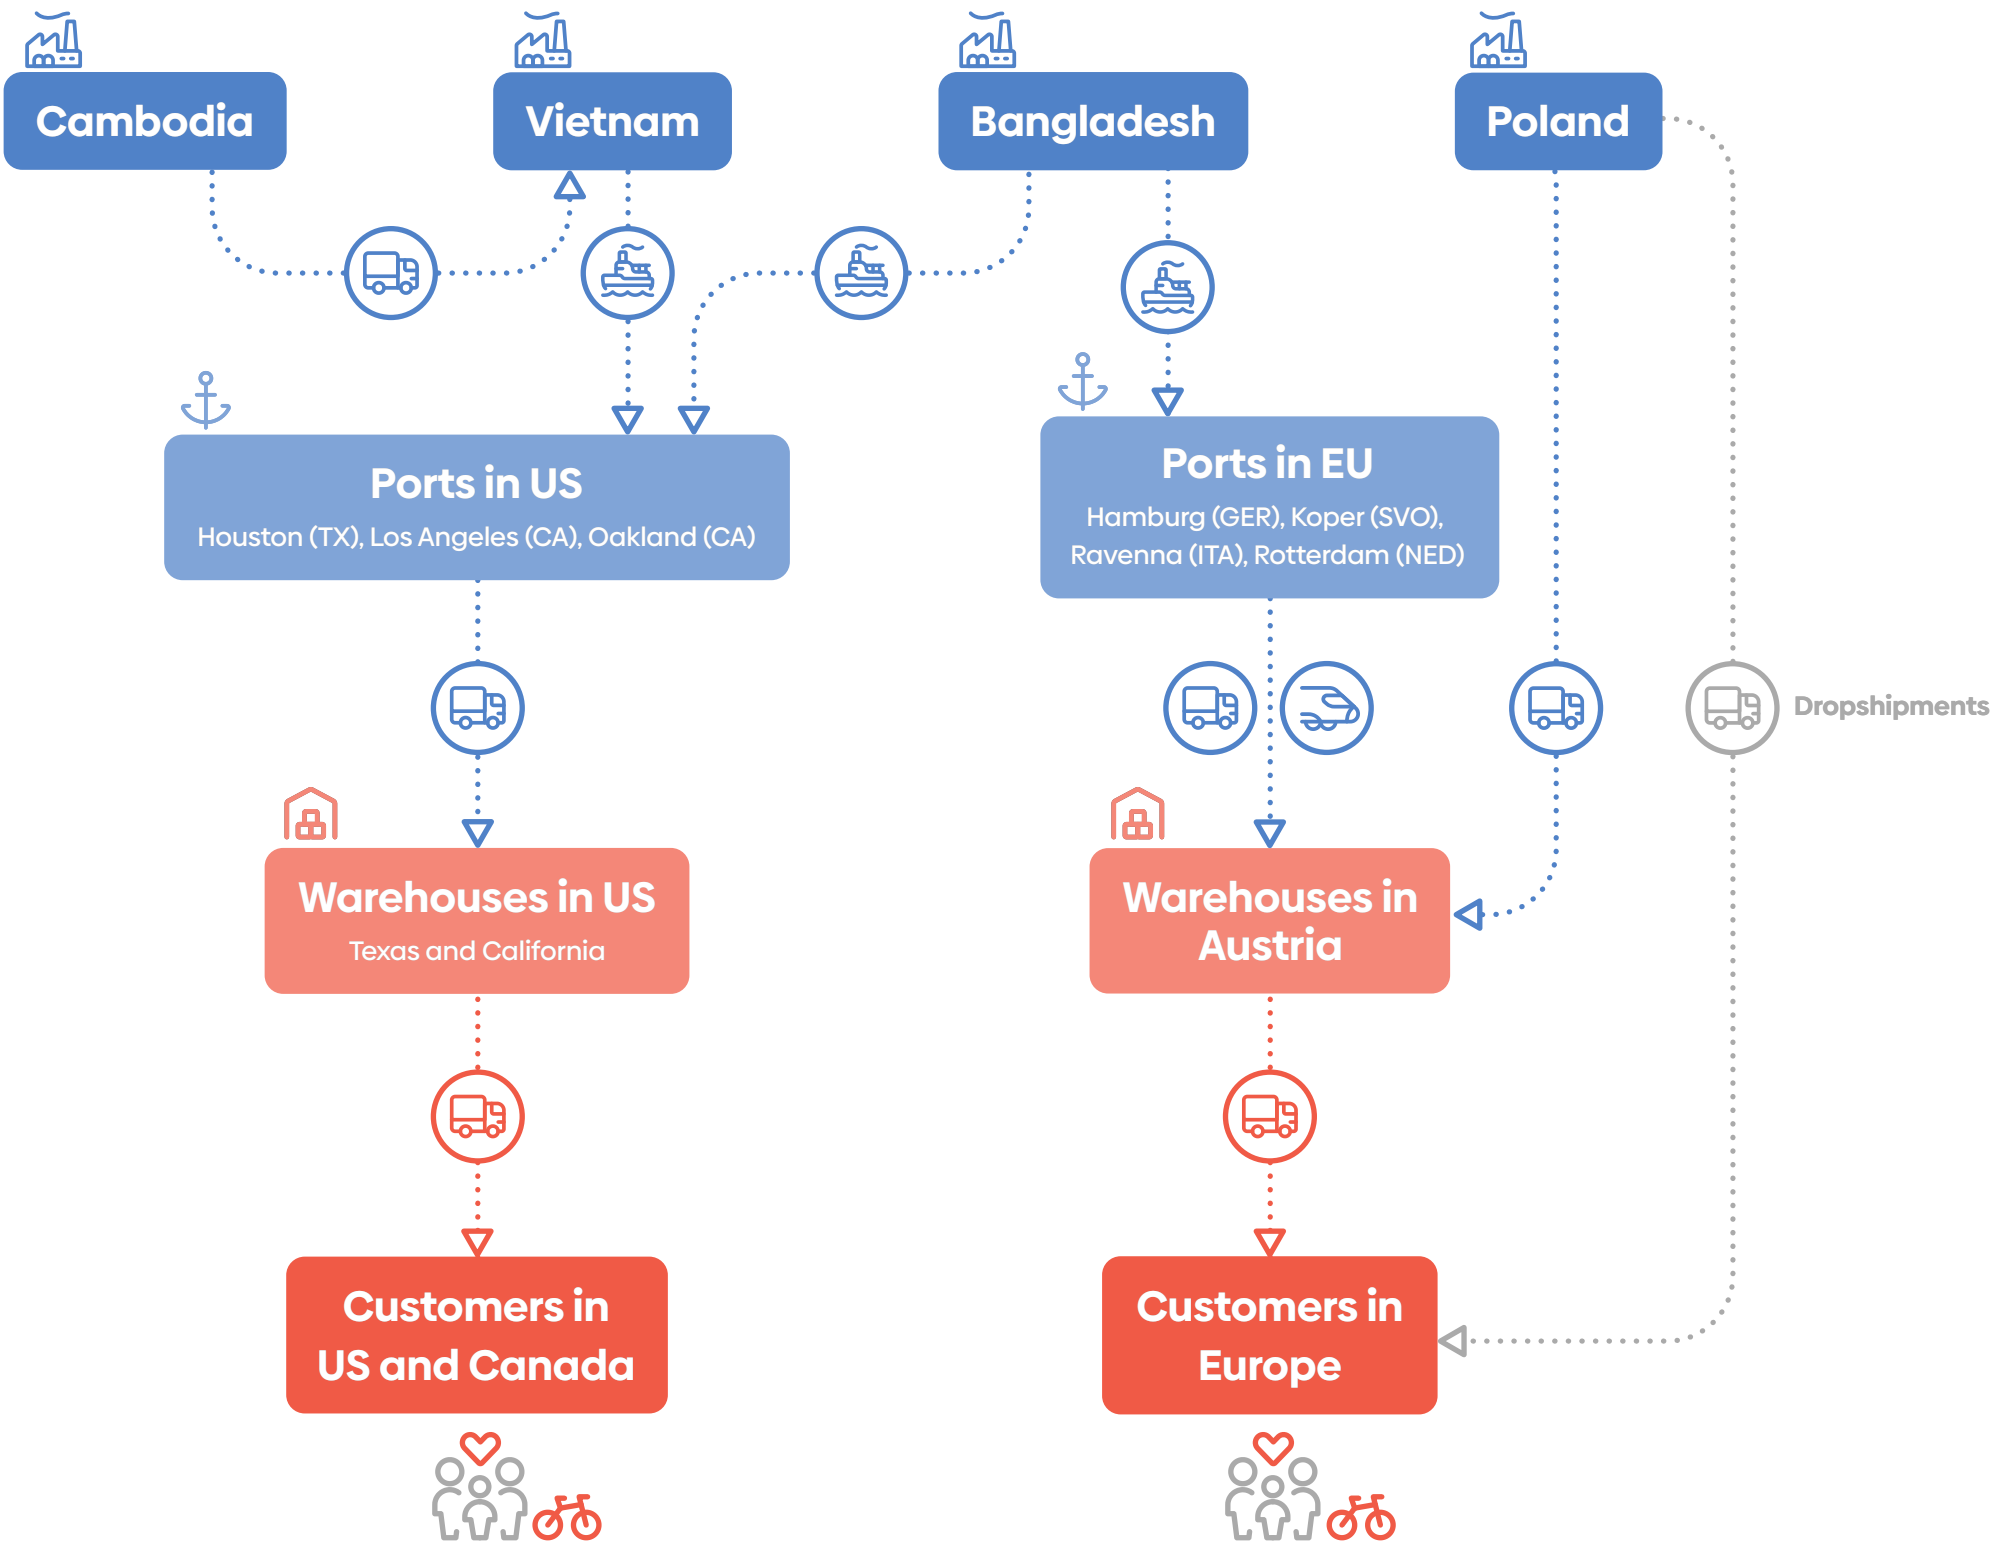 Cambodia
Vietnam
Bangladesh
Poland
Ports in US
Houston (TX), Los Angeles (CA), Oakland (CA)
Ports in EU
Hamburg (GER), Koper (SVO),
Ravenna (ITA), Rotterdam (NED)
Dropshipments
Warehouses in US
Texas and California
Warehouses in
Austria
Customers in
US and Canada
Customers in
Europe